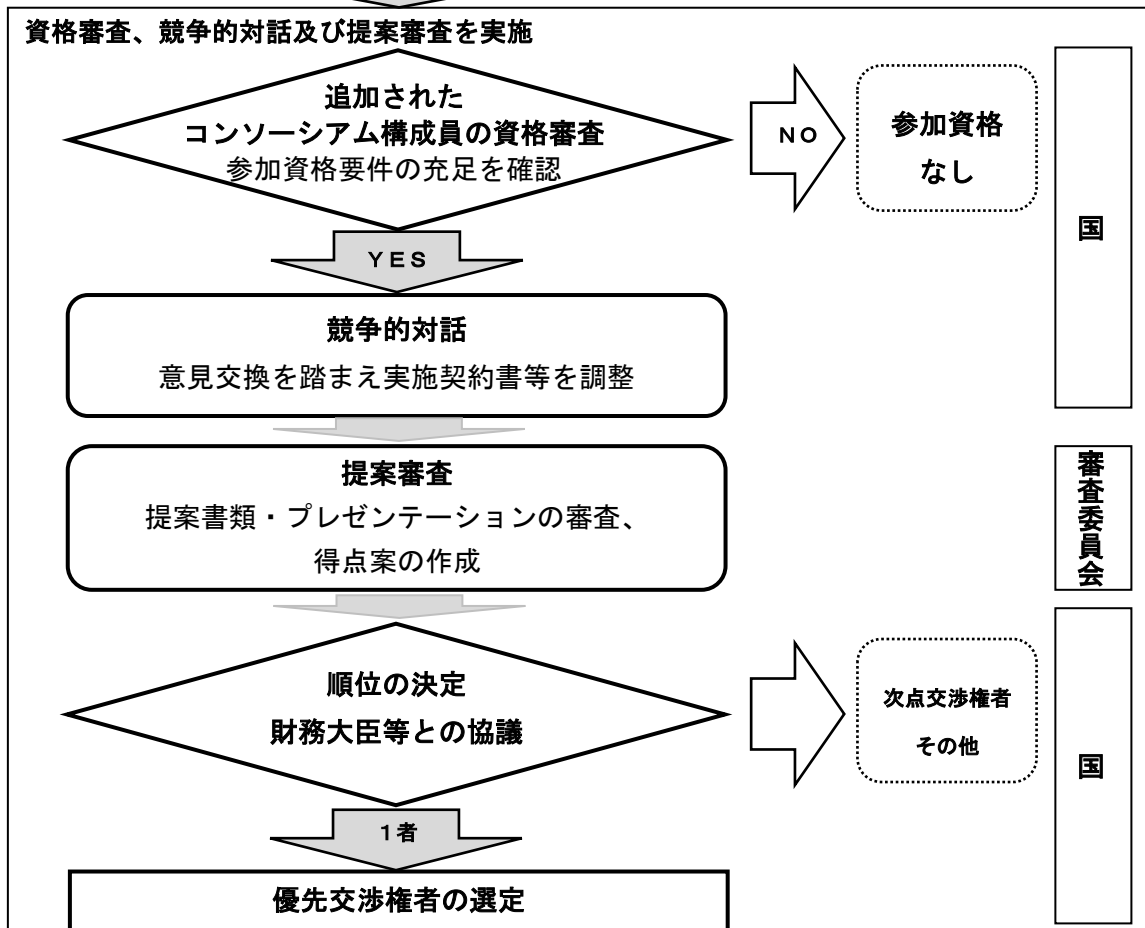 資格審査、競争的対話及び提案審査を実施
追加された
コンソーシアム構成員の資格審査
参加資格要件の充足を確認
NO
参加資格
なし
国
YES
競争的対話
意見交換を踏まえ実施契約書等を調整
提案審査
提案書類・プレゼンテーションの審査、
得点案の作成
審査委員会
順位の決定
財務大臣等との協議
次点交渉権者
その他
国
1者
優先交渉権者の選定